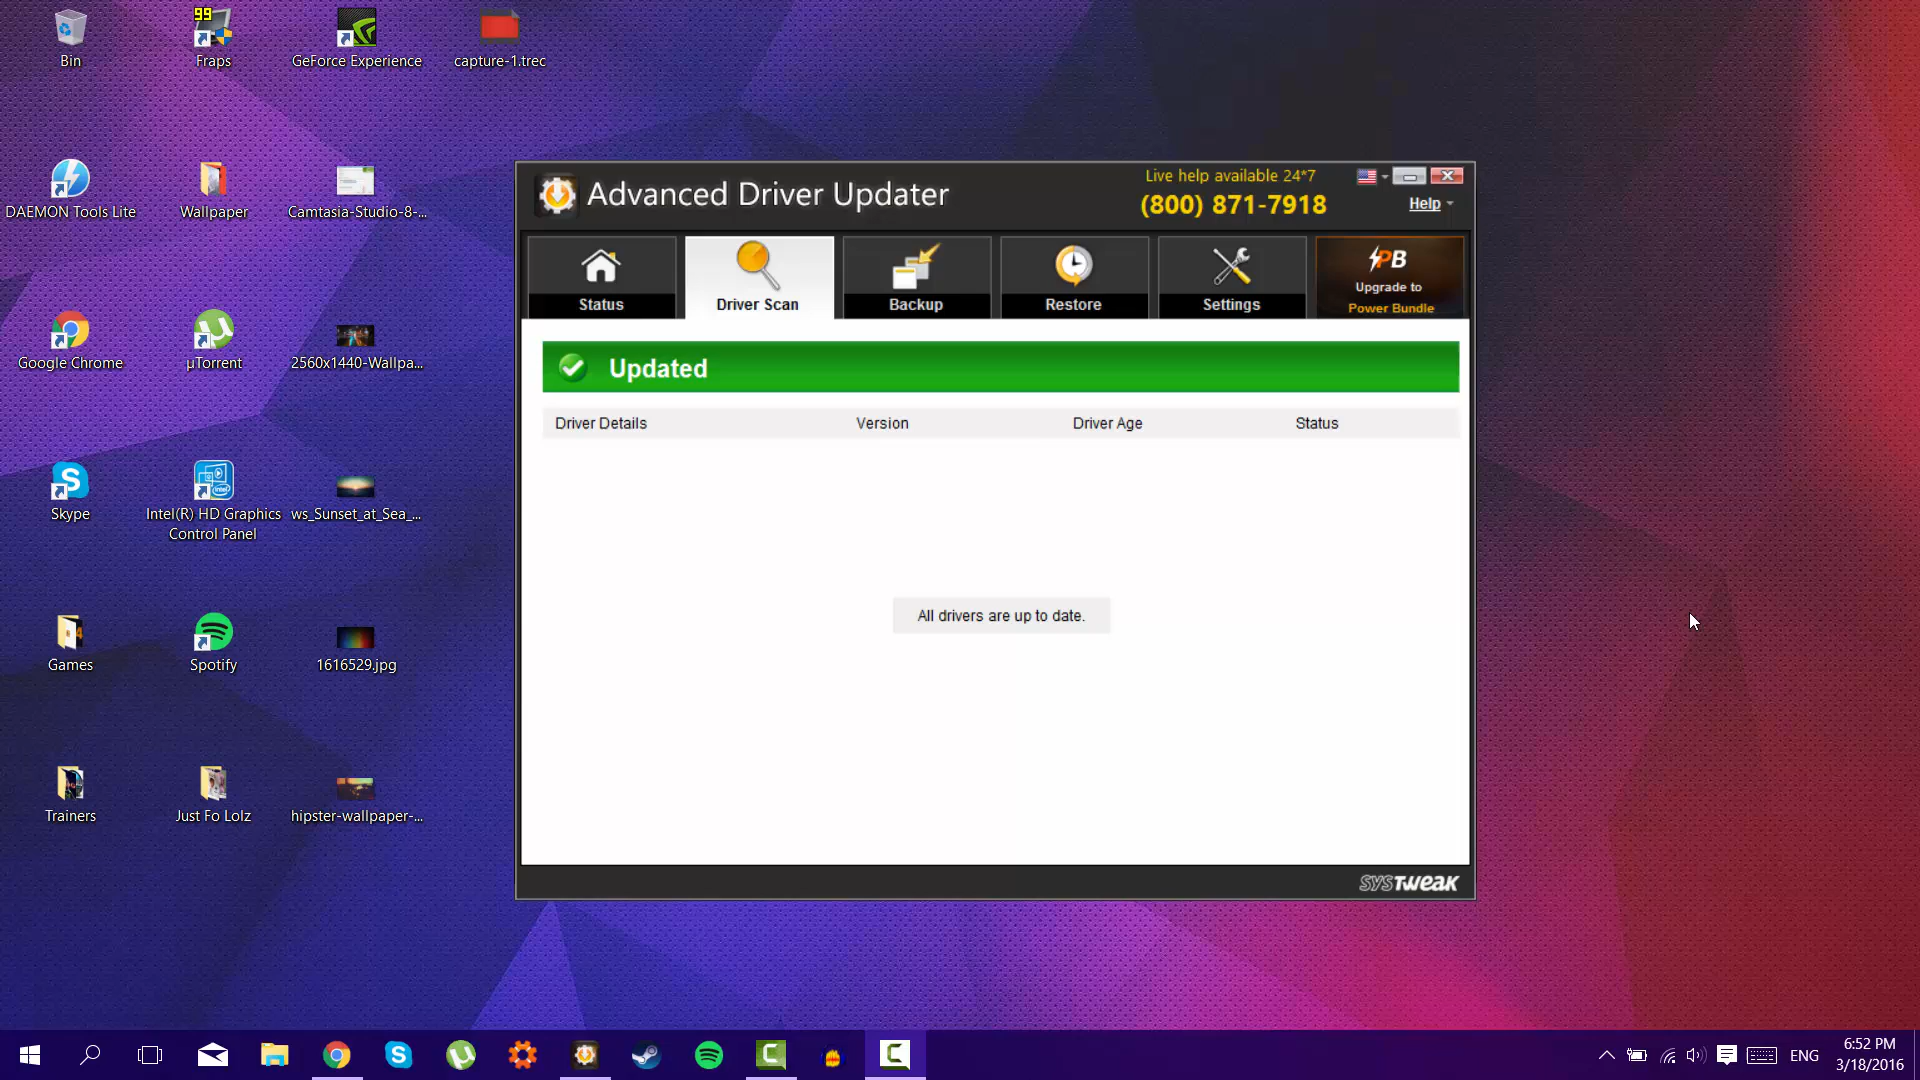 Bin
Fraps
GeForce Experience
capture-1.trec
99
DAEMON Tools Lite
Wallpaper
Camtasia-Studio-8-...
Google Chrome
µTorrent
2560x1440-Wallpa...
Skype
Intel(R) HD Graphics
Control Panel
ws_Sunset_at_Sea_...
Games
Spotify
1616529.jpg
Trainers
Just Fo Lolz
hipster-wallpaper-...
Advanced Driver Updater
Live help available 24*7
(800) 871-7918
Help
Status
Driver Scan
Backup
Restore
Settings
PB
Upgrade to
Power Bundle
Updated
Driver Details
Version
Driver Age
Status
All drivers are up to date.
SYSTweak
ENG
6:52 PM
3/18/2016